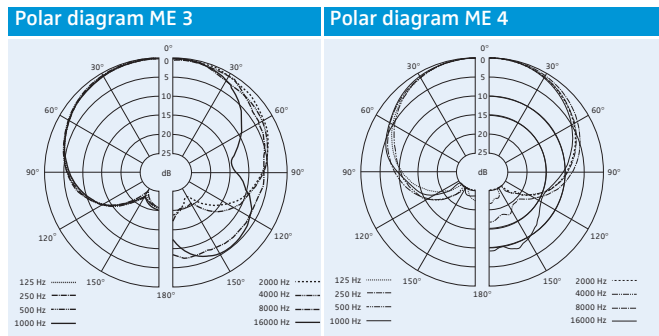 Polar diagram ME 3
0°
30° 30°
60° 60°
90° 90°
120° 120°
150° 150°
180°
0
5
10
15
20
25
dB
125 Hz
250 Hz
500 Hz
1000 Hz
2000 Hz
4000 Hz
8000 Hz
16000 Hz
Polar diagram ME 4
0°
30° 30°
60° 60°
90° 90°
120° 120°
150° 150°
180°
0
5
10
15
20
25
dB
125 Hz
250 Hz
500 Hz
1000 Hz
2000 Hz
4000 Hz
8000 Hz
16000 Hz